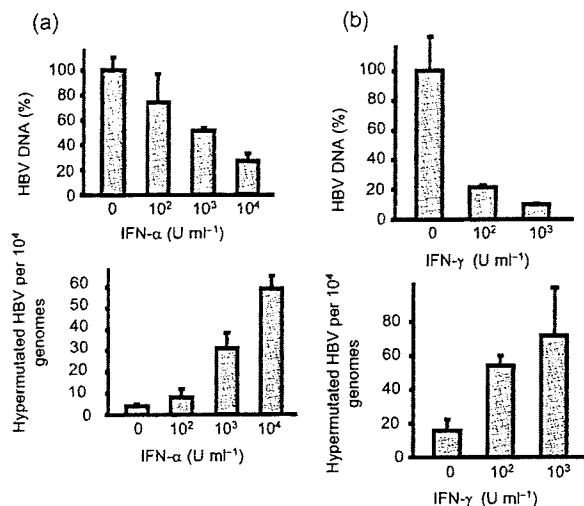 (a)
HBV DNA (%)
100
80
60
40
20
0
0 10² 10³ 10⁴
IFN-α (U ml⁻¹)
Hypermutated HBV per 10⁴
genomes
60
50
40
30
20
10
0
0 10² 10³ 10⁴
IFN-α (U ml⁻¹)
(b)
HBV DNA (%)
100
80
60
40
20
0
0 10² 10³
IFN-γ (U ml⁻¹)
Hypermutated HBV per 10⁴
genomes
80
60
40
20
0 10² 10³
IFN-γ (U ml⁻¹)